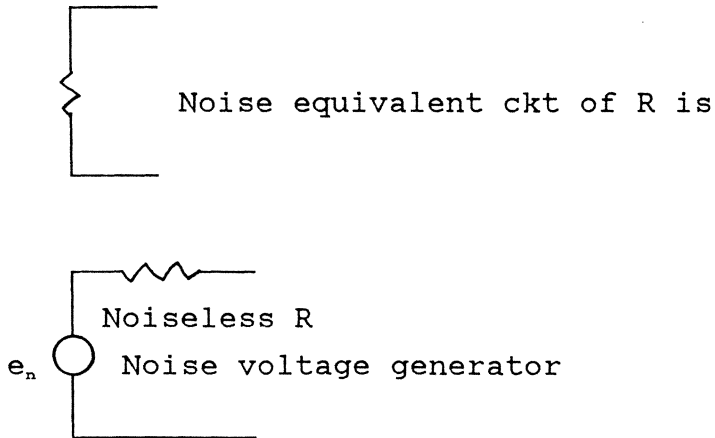 Noise equivalent ckt of R is
Noiseless R
eₙ Noise voltage generator